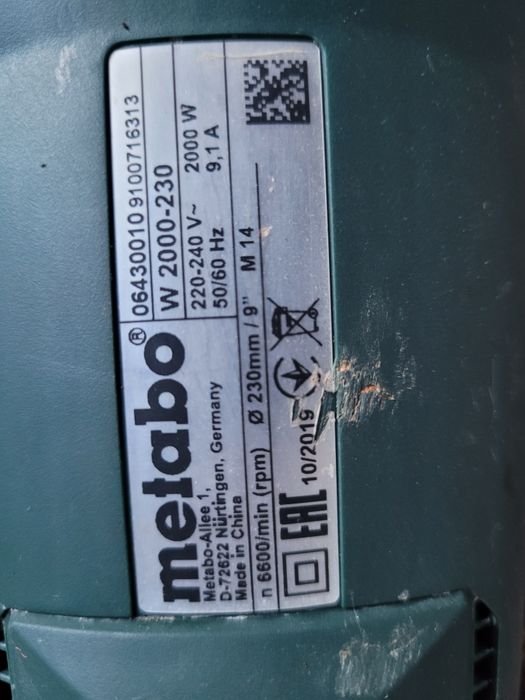 metabo®
Metabo-Allee 1,
D-72622 Nürtingen, Germany
Made in China
06430010 9100716313
W 2000-230
220-240 V~ 2000 W
50/60 Hz 9,1 A
n 6600/min (rpm) Ø 230mm / 9" M 14
EAC 10/2019